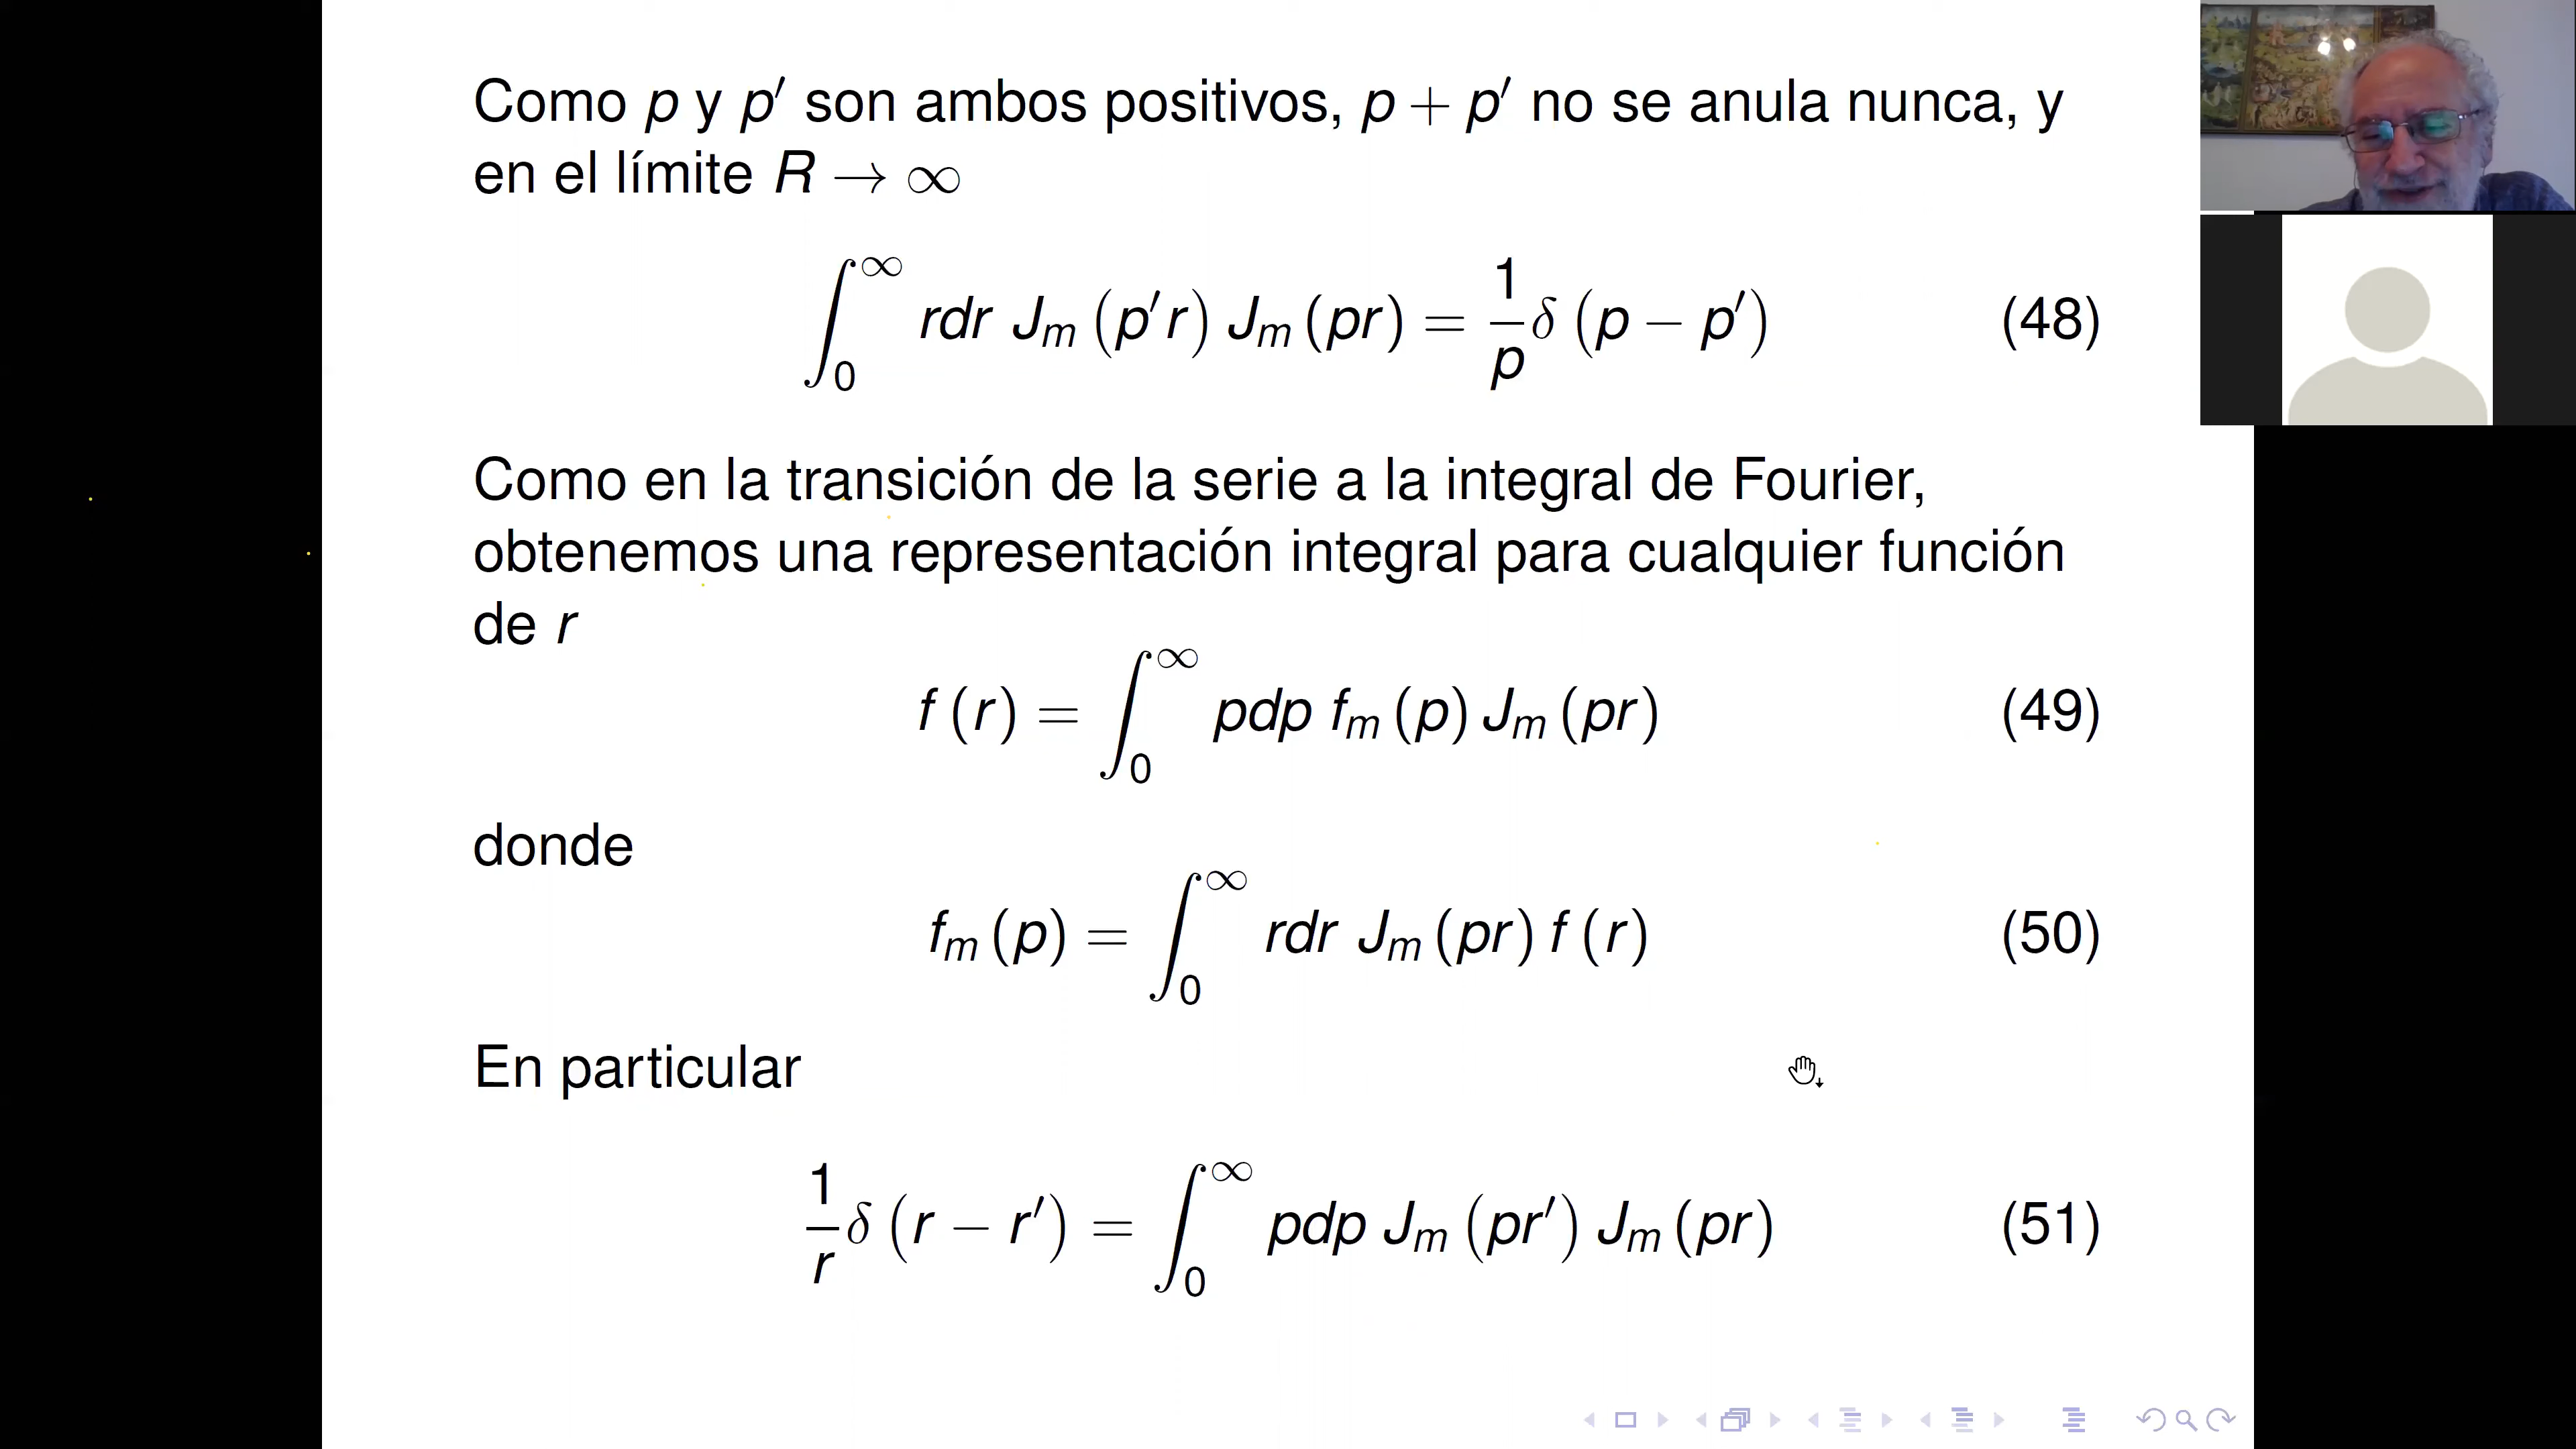 Como p y p′ son ambos positivos, p + p′ no se anula nunca, y
en el límite R → ∞
∫₀^∞ rdr J_m (p′r) J_m (pr) = 1/p δ (p − p′) (48)
Como en la transición de la serie a la integral de Fourier,
obtenemos una representación integral para cualquier función
de r
f (r) = ∫₀^∞ pdp f_m (p) J_m (pr) (49)
donde
f_m (p) = ∫₀^∞ rdr J_m (pr) f (r) (50)
En particular
1/r δ (r − r′) = ∫₀^∞ pdp J_m (pr′) J_m (pr) (51)